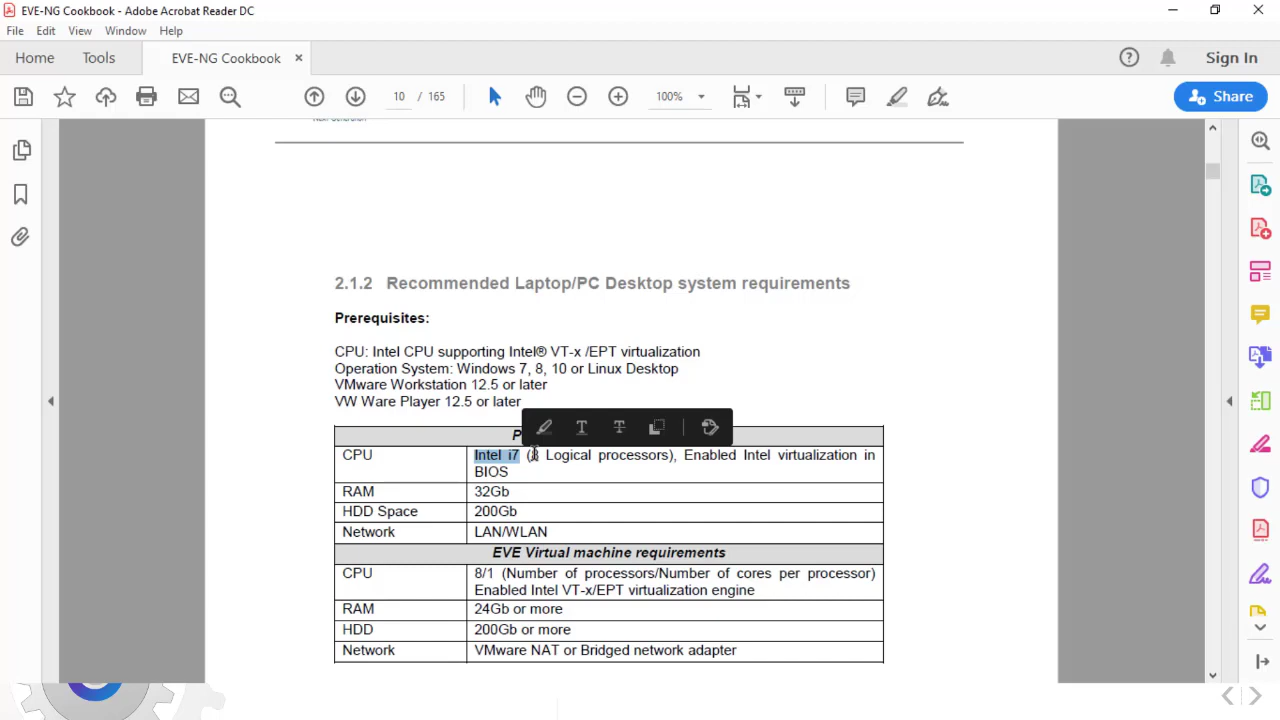 EVE-NG Cookbook - Adobe Acrobat Reader DC
File Edit View Window Help
Home Tools EVE-NG Cookbook Sign In
10 / 165 100% Share
2.1.2 Recommended Laptop/PC Desktop system requirements
Prerequisites:
CPU: Intel CPU supporting Intel® VT-x /EPT virtualization
Operation System: Windows 7, 8, 10 or Linux Desktop
VMware Workstation 12.5 or later
VW Ware Player 12.5 or later
CPU Intel i7 ( Logical processors), Enabled Intel virtualization in
BIOS
RAM 32Gb
HDD Space 200Gb
Network LAN/WLAN
EVE Virtual machine requirements
CPU 8/1 (Number of processors/Number of cores per processor)
Enabled Intel VT-x/EPT virtualization engine
RAM 24Gb or more
HDD 200Gb or more
Network VMware NAT or Bridged network adapter